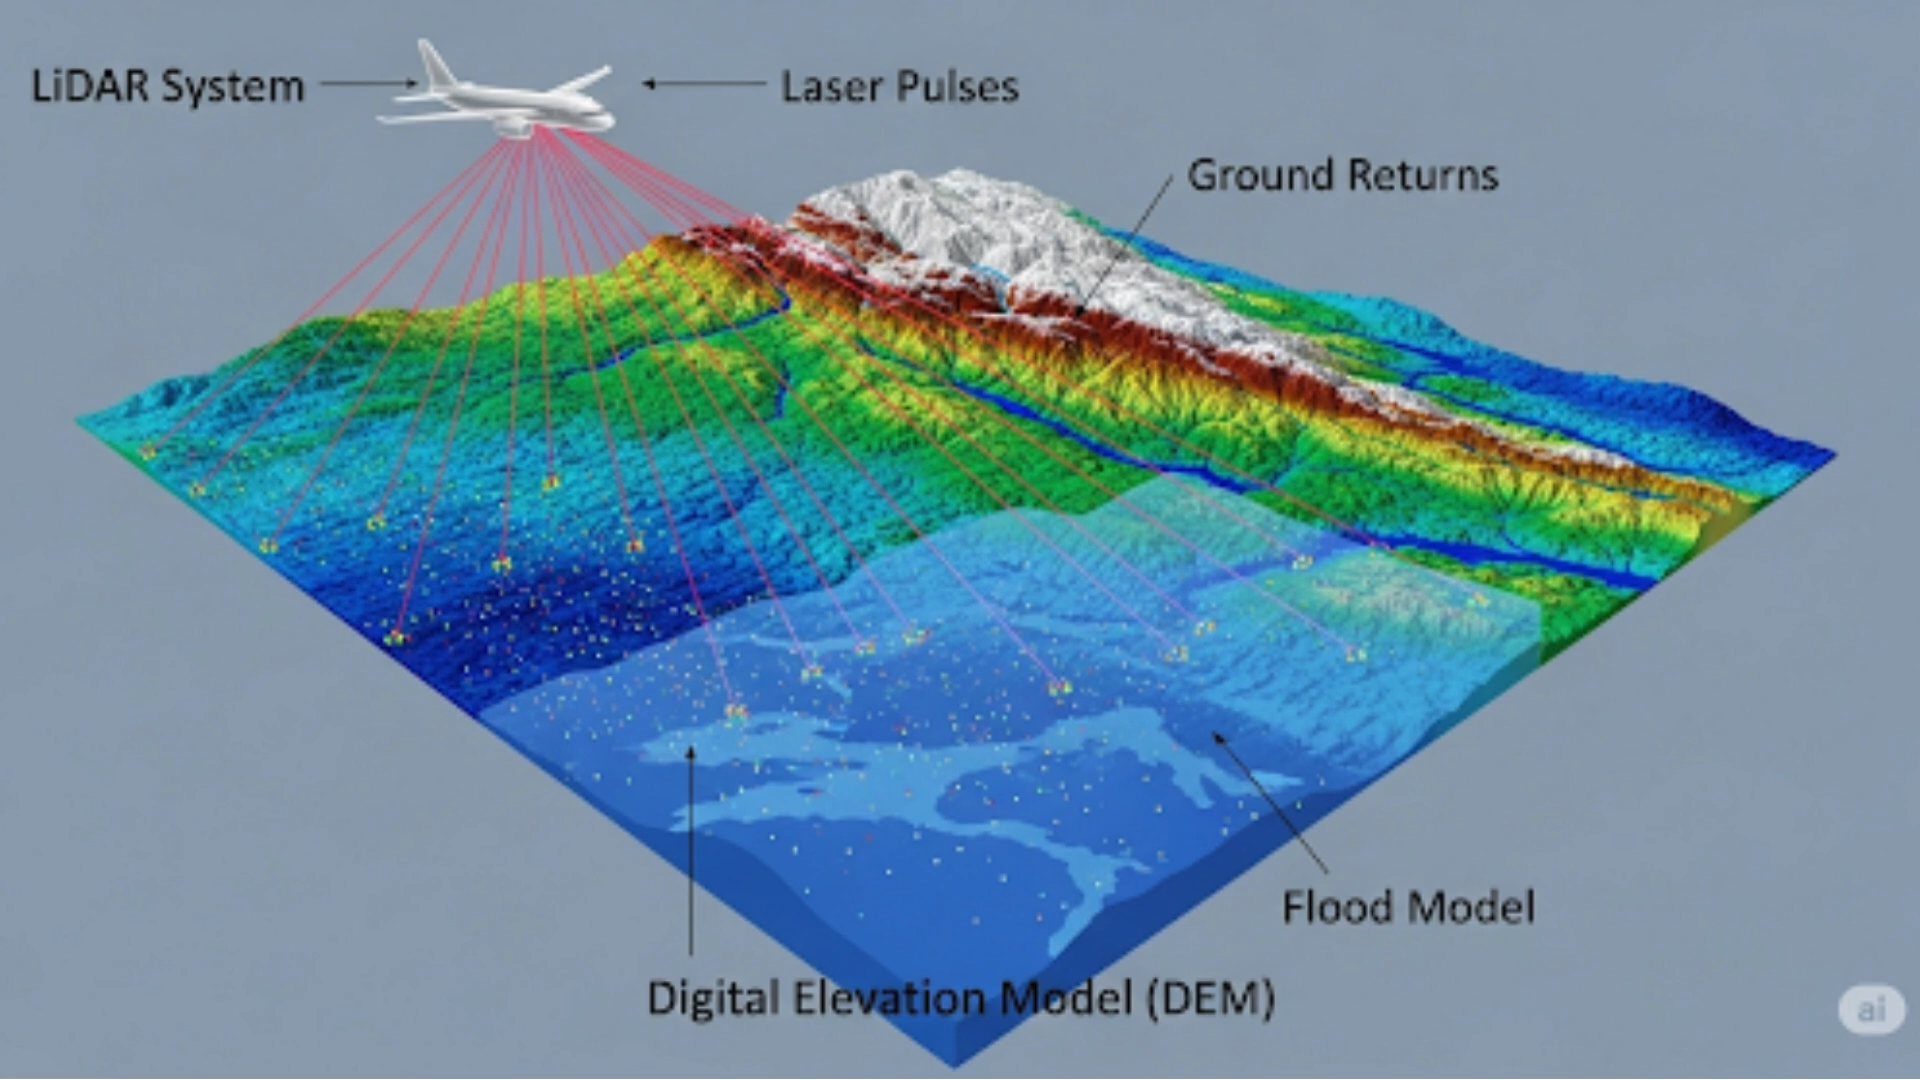 LiDAR System
Laser Pulses
Ground Returns
Flood Model
Digital Elevation Model (DEM)
ai